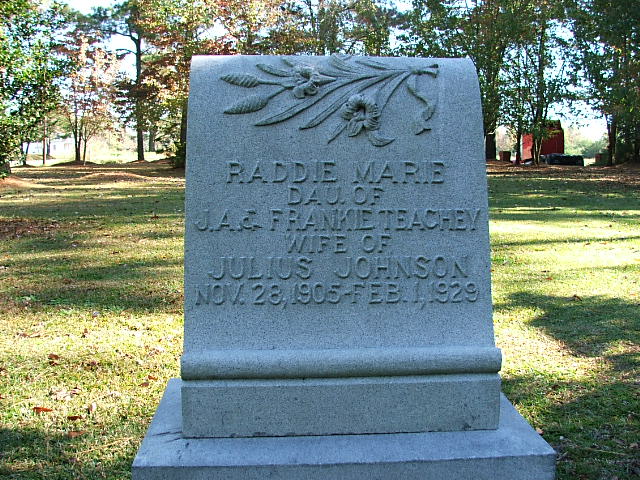 RADDIE MARIE
DAU. OF
J.A. & FRANKIE TEACHEY
WIFE OF
JULIUS JOHNSON
NOV. 28, 1905-FEB. 1, 1929